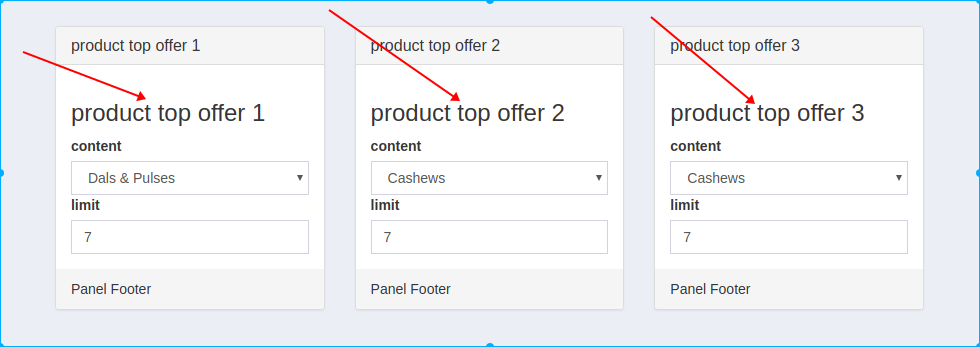 product top offer 1
product top offer 1
content
Dals & Pulses
limit
7
Panel Footer
product top offer 2
product top offer 2
content
Cashews
limit
7
Panel Footer
product top offer 3
product top offer 3
content
Cashews
limit
7
Panel Footer